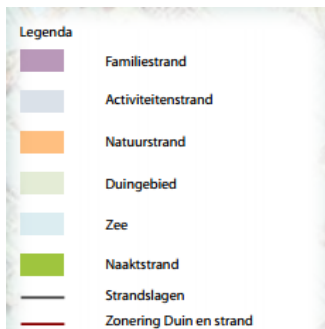 Legenda
Familiestrand
Activiteitenstrand
Natuurstrand
Duingebied
Zee
Naaktstrand
Strandslagen
Zonering Duin en strand